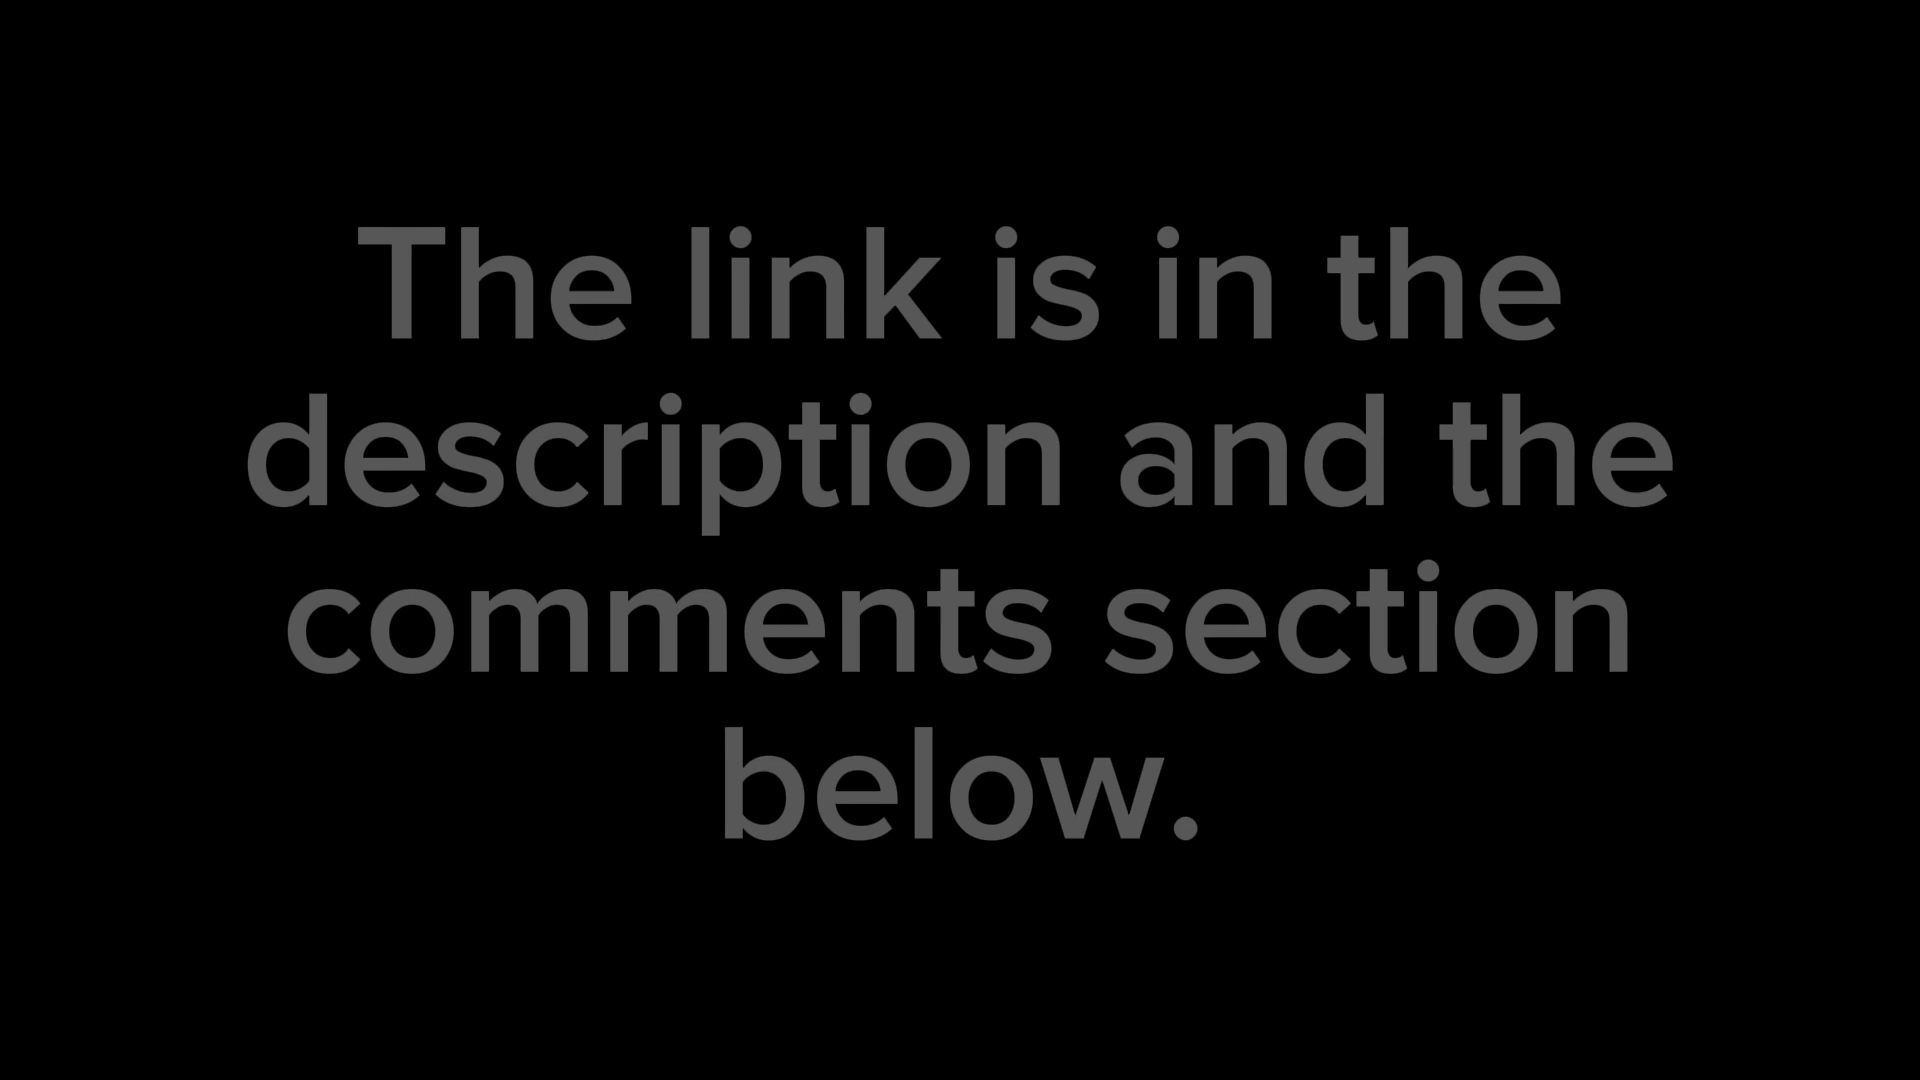 The link is in the
description and the
comments section
below.